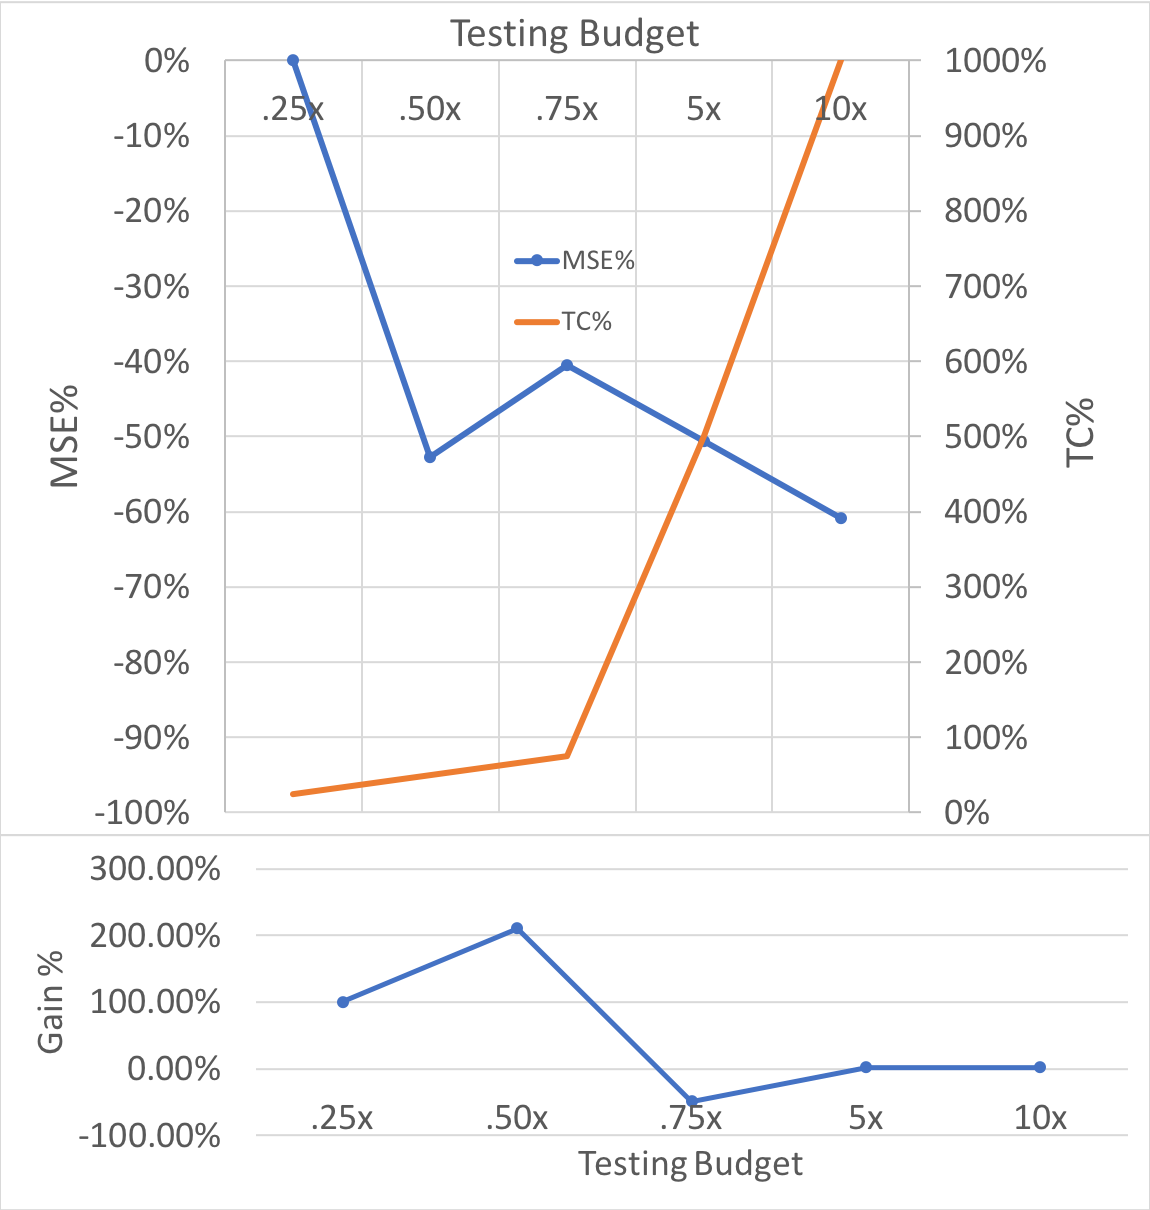 Testing Budget
0% 1000%
.25x .50x .75x 5x 10x
-10% 900%
-20% 800%
MSE%
-30% 700%
TC%
-40% 600%
MSE% TC%
-50% 500%
-60% 400%
-70% 300%
-80% 200%
-90% 100%
-100% 0%
300.00%
200.00%
Gain %
100.00%
0.00%
.25x .50x .75x 5x 10x
-100.00%
Testing Budget